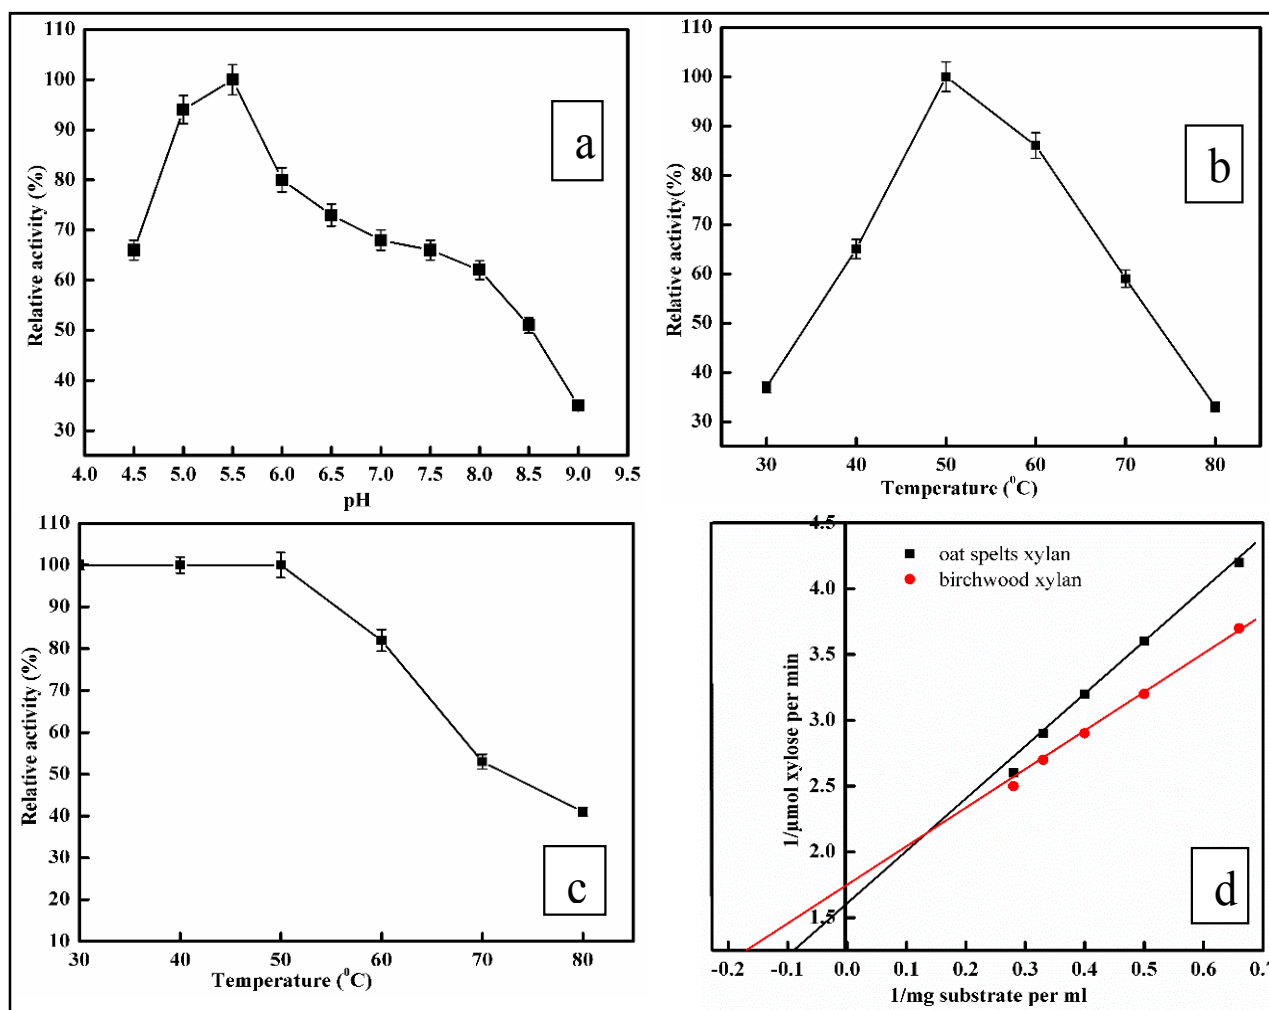 110
100
90
80
70
60
50
40
30
Relative activity (%)
4.0 4.5 5.0 5.5 6.0 6.5 7.0 7.5 8.0 8.5 9.0 9.5
pH
a
110
100
90
80
70
60
50
40
30
Relative activity(%)
30 40 50 60 70 80
Temperature (⁰C)
b
110
100
90
80
70
60
50
40
30
20
10
Relative activity (%)
30 40 50 60 70 80
Temperature (⁰C)
c
4.5
4.0
3.5
3.0
2.5
2.0
1.5
1/µmol xylose per min
oat spelts xylan
birchwood xylan
-0.2 -0.1 0.0 0.1 0.2 0.3 0.4 0.5 0.6 0.7
1/mg substrate per ml
d